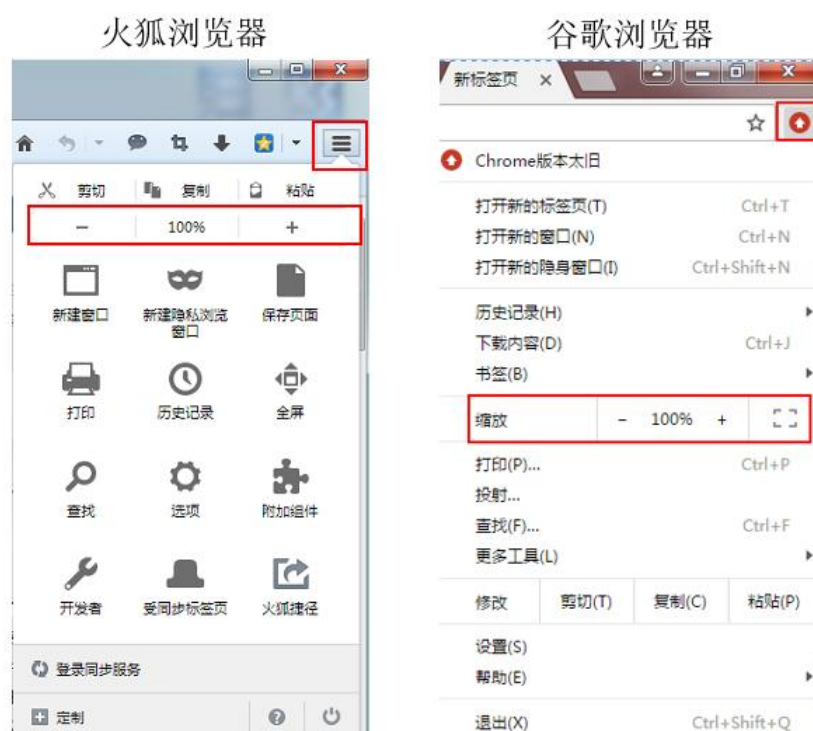 火狐浏览器
剪切 复制 粘贴
− 100% +
新建窗口 新建隐私浏览窗口 保存页面
打印 历史记录 全屏
查找 选项 附加组件
开发者 受同步标签页 火狐捷径
登录同步服务
定制
谷歌浏览器
新标签页
Chrome版本太旧
打开新的标签页(T) Ctrl+T
打开新的窗口(N) Ctrl+N
打开新的隐身窗口(I) Ctrl+Shift+N
历史记录(H)
下载内容(D) Ctrl+J
书签(B)
缩放 − 100% +
打印(P)... Ctrl+P
投射...
查找(F)... Ctrl+F
更多工具(L)
修改 剪切(T) 复制(C) 粘贴(P)
设置(S)
帮助(E)
退出(X) Ctrl+Shift+Q